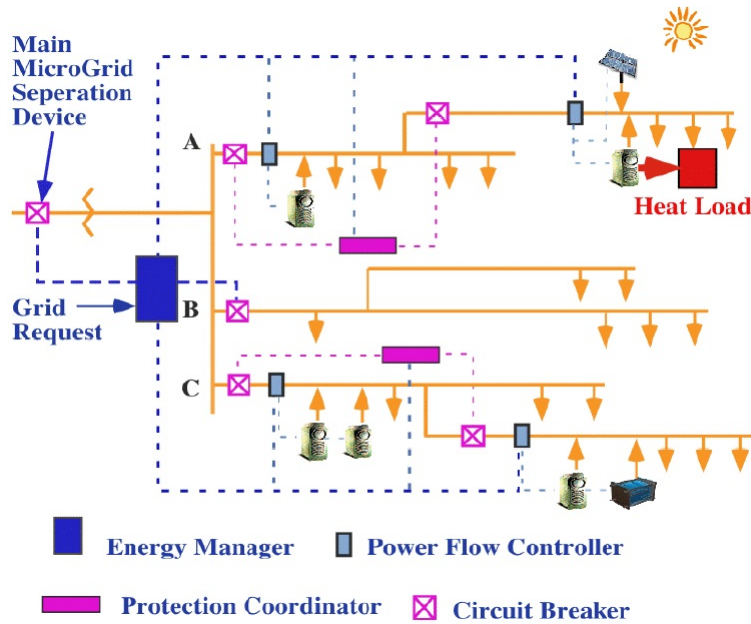 Main
MicroGrid
Seperation
Device
A
Heat Load
Grid
Request
B
C
Energy Manager
Power Flow Controller
Protection Coordinator
Circuit Breaker